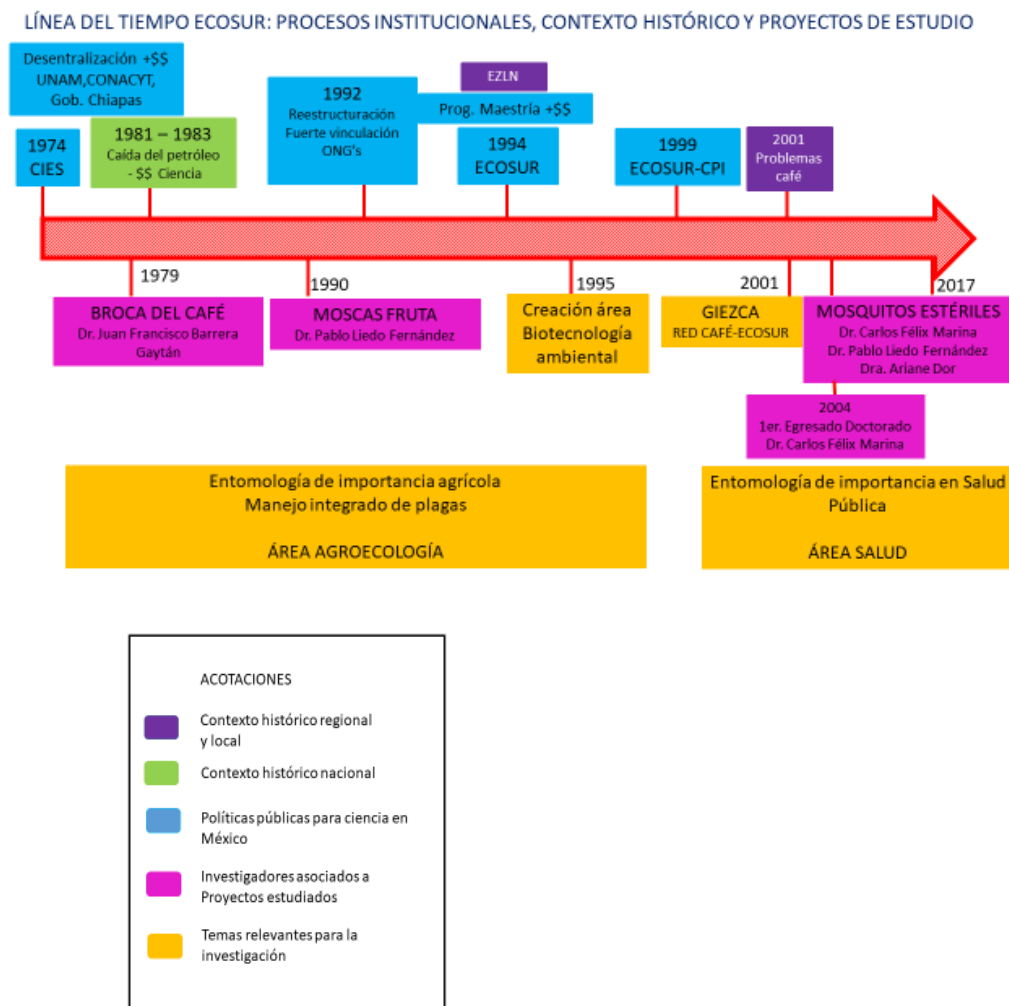 LÍNEA DEL TIEMPO ECOSUR: PROCESOS INSTITUCIONALES, CONTEXTO HISTÓRICO Y PROYECTOS DE ESTUDIO
Desentralización +$$
UNAM,CONACYT,
Gob. Chiapas
1974
CIES
1981 – 1983
Caída del petróleo
- $$ Ciencia
1992
Reestructuración
Fuerte vinculación
ONG's
EZLN
Prog. Maestría +$$
1994
ECOSUR
1999
ECOSUR-CPI
2001
Problemas
café
1979
BROCA DEL CAFÉ
Dr. Juan Francisco Barrera
Gaytán
1990
MOSCAS FRUTA
Dr. Pablo Liedo Fernández
1995
Creación área
Biotecnología
ambiental
2001
GIEZCA
RED CAFÉ-ECOSUR
2017
MOSQUITOS ESTÉRILES
Dr. Carlos Félix Marina
Dr. Pablo Liedo Fernández
Dra. Ariane Dor
2004
1er. Egresado Doctorado
Dr. Carlos Félix Marina
Entomología de importancia agrícola
Manejo integrado de plagas
ÁREA AGROECOLOGÍA
Entomología de importancia en Salud
Pública
ÁREA SALUD
ACOTACIONES
Contexto histórico regional
y local
Contexto histórico nacional
Políticas públicas para ciencia en
México
Investigadores asociados a
Proyectos estudiados
Temas relevantes para la
investigación